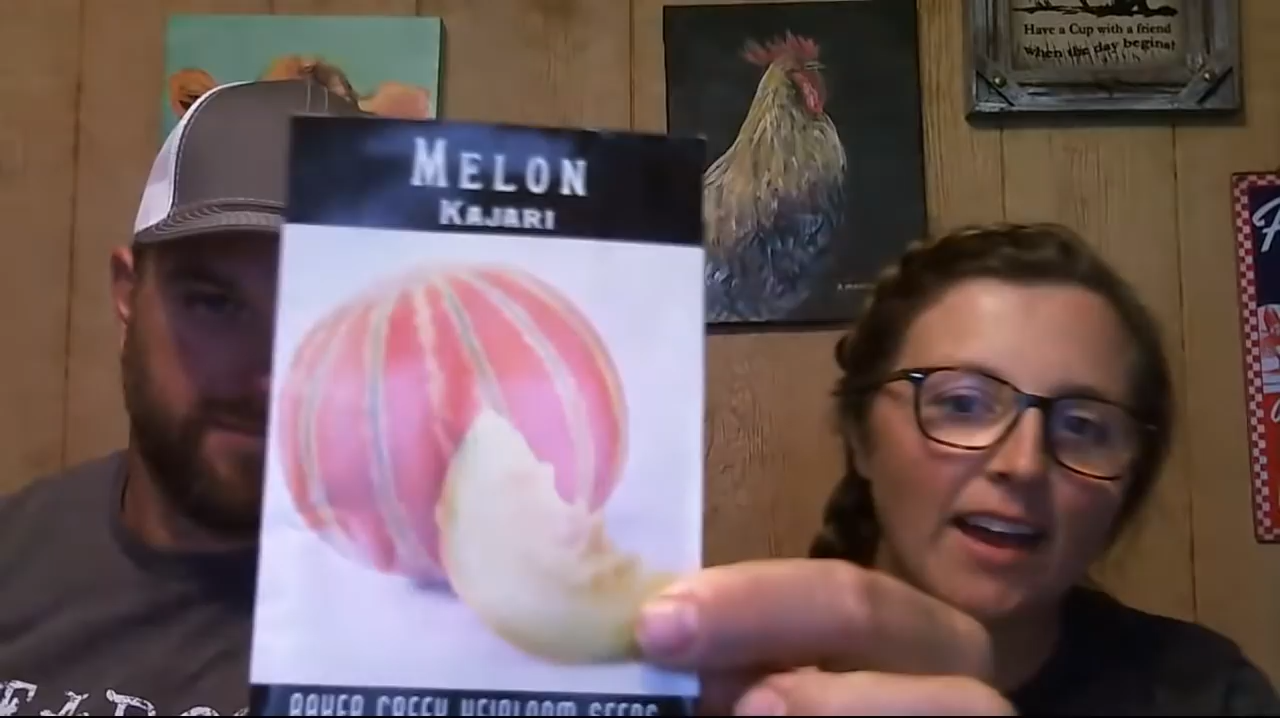 Have a Cup with a friend
when the day begins!
MELON
KAJARI
BAKER CREEK HEIRLOOM SEEDS